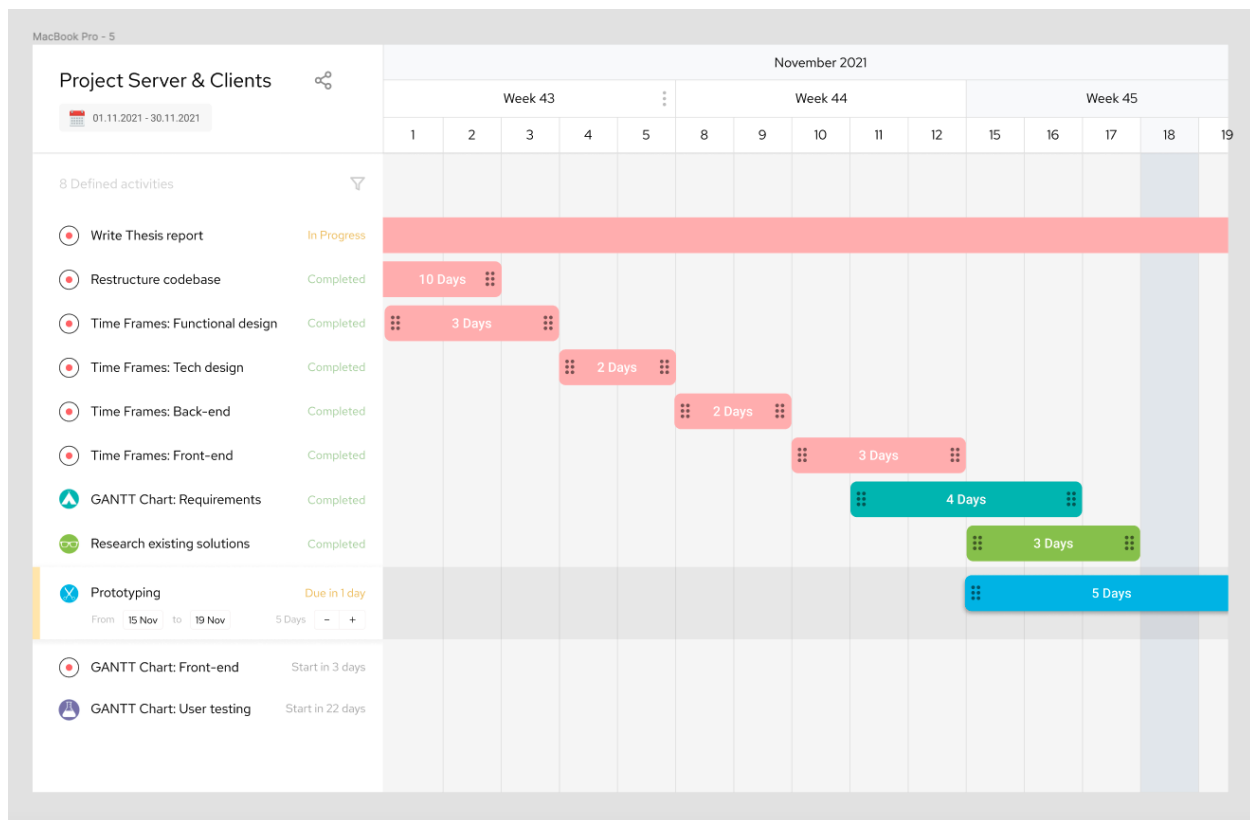 MacBook Pro - 5
Project Server & Clients
01.11.2021 - 30.11.2021
November 2021
Week 43
Week 44
Week 45
1 2 3 4 5 8 9 10 11 12 15 16 17 18 19
8 Defined activities
Write Thesis report In Progress
Restructure codebase Completed 10 Days
Time Frames: Functional design Completed 3 Days
Time Frames: Tech design Completed 2 Days
Time Frames: Back-end Completed 2 Days
Time Frames: Front-end Completed 3 Days
GANTT Chart: Requirements Completed 4 Days
Research existing solutions Completed 3 Days
Prototyping Due in 1 day 5 Days
From 15 Nov to 19 Nov 5 Days - +
GANTT Chart: Front-end Start in 3 days
GANTT Chart: User testing Start in 22 days